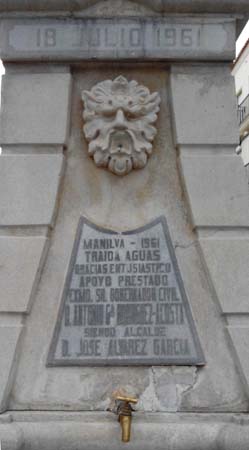 18 JULIO 1961
MANILVA - 1961
TRAIDA AGUAS
GRACIAS ENTUSIASTICO
APOYO PRESTADO
EXCMO. SR. GOBERNADOR CIVIL
D. ANTONIO Gª RODRIGUEZ-ACOSTA
SIENDO ALCALDE
D. JOSE ALVAREZ GARCIA